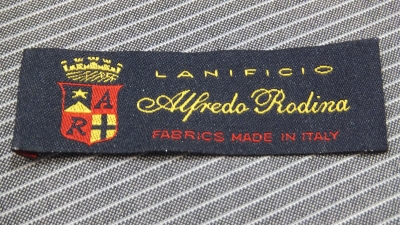 LANIFICIO
Alfredo Rodina
FABRICS MADE IN ITALY
A
R